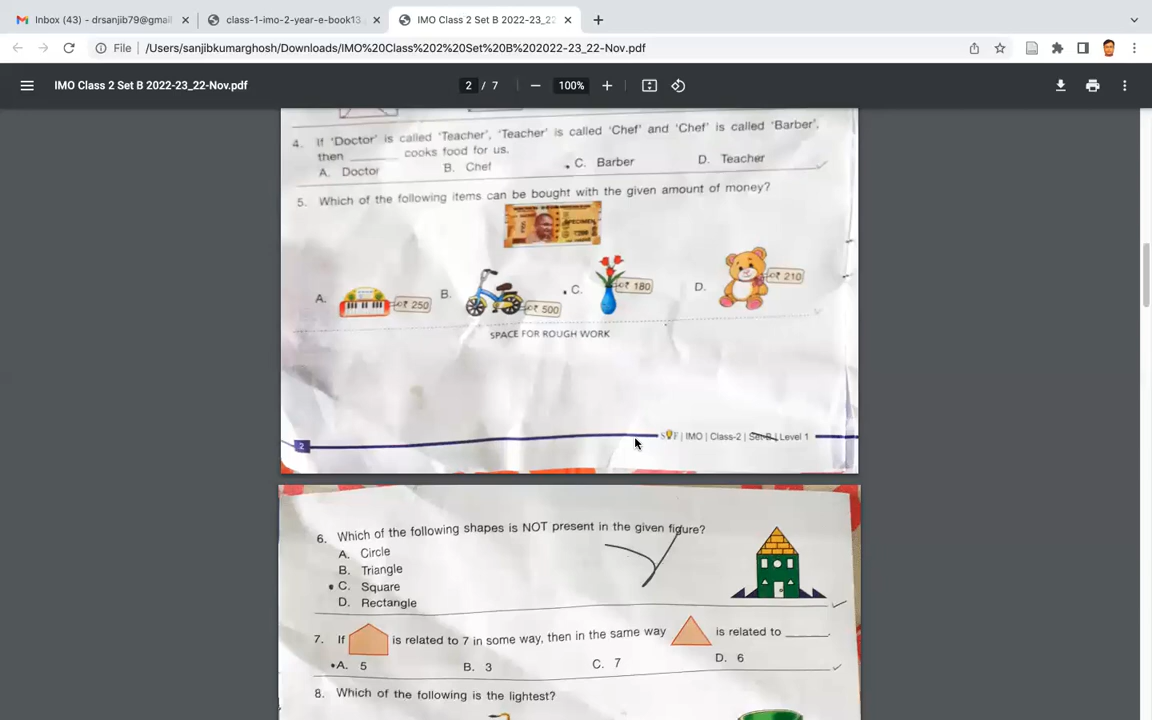 Inbox (43) - drsanjib79@gmai
class-1-imo-2-year-e-book13
IMO Class 2 Set B 2022-23_22
File
/Users/sanjibkumarghosh/Downloads/IMO%20Class%202%20Set%20B%202022-23_22-Nov.pdf
IMO Class 2 Set B 2022-23_22-Nov.pdf
2 / 7
100%
4. If 'Doctor' is called 'Teacher', 'Teacher' is called 'Chef' and 'Chef' is called 'Barber',
then ______ cooks food for us.
A. Doctor B. Chef C. Barber D. Teacher
5. Which of the following items can be bought with the given amount of money?
SPECIMEN
A. ₹ 250 B. ₹ 500 C. ₹ 180 D. ₹ 210
SPACE FOR ROUGH WORK
2
SOF | IMO | Class-2 | Set-B | Level 1
6. Which of the following shapes is NOT present in the given figure?
A. Circle
B. Triangle
C. Square
D. Rectangle
7. If is related to 7 in some way, then in the same way is related to ______.
A. 5 B. 3 C. 7 D. 6
8. Which of the following is the lightest?